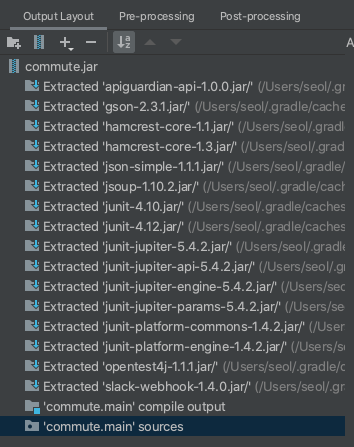 Output Layout Pre-processing Post-processing
A
commute.jar
Extracted 'apiguardian-api-1.0.0.jar/' (/Users/seol/.gr
Extracted 'gson-2.3.1.jar/' (/Users/seol/.gradle/cache
Extracted 'hamcrest-core-1.1.jar/' (/Users/seol/.grad
Extracted 'hamcrest-core-1.3.jar/' (/Users/seol/.grad
Extracted 'json-simple-1.1.1.jar/' (/Users/seol/.gradle
Extracted 'jsoup-1.10.2.jar/' (/Users/seol/.gradle/cach
Extracted 'junit-4.10.jar/' (/Users/seol/.gradle/caches
Extracted 'junit-4.12.jar/' (/Users/seol/.gradle/caches
Extracted 'junit-jupiter-5.4.2.jar/' (/Users/seol/.gradle
Extracted 'junit-jupiter-api-5.4.2.jar/' (/Users/seol/.g
Extracted 'junit-jupiter-engine-5.4.2.jar/' (/Users/seol
Extracted 'junit-jupiter-params-5.4.2.jar/' (/Users/seo
Extracted 'junit-platform-commons-1.4.2.jar/' (/Users
Extracted 'junit-platform-engine-1.4.2.jar/' (/Users/se
Extracted 'opentest4j-1.1.1.jar/' (/Users/seol/.gradle/c
Extracted 'slack-webhook-1.4.0.jar/' (/Users/seol/.gra
'commute.main' compile output
'commute.main' sources